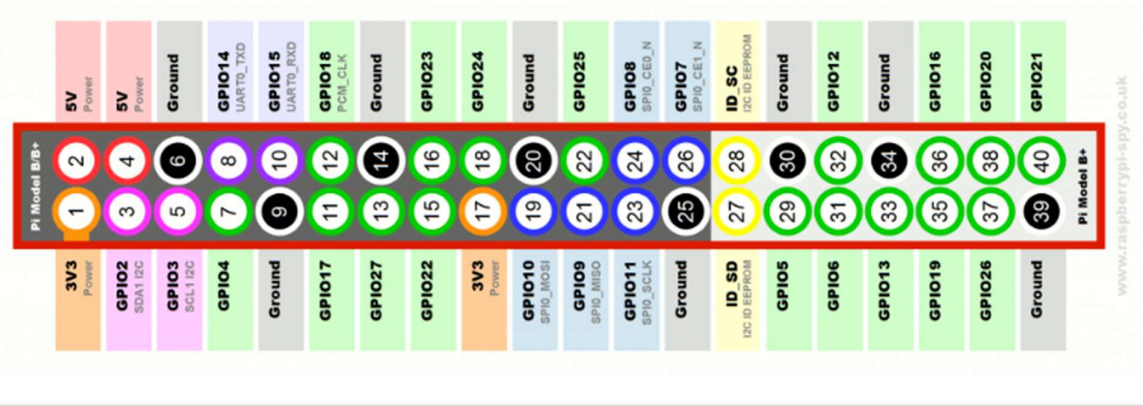 5V
Power
5V
Power
Ground
GPIO14
UART0_TXD
GPIO15
UART0_RXD
GPIO18
PCM_CLK
Ground
GPIO23
GPIO24
Ground
GPIO25
GPIO8
SPI0_CE0_N
GPIO7
SPI0_CE1_N
ID_SC
I2C ID EEPROM
Ground
GPIO12
Ground
GPIO16
GPIO20
GPIO21
Pi Model B/B+
2 4 6 8 10 12 14 16 18 20 22 24 26 28 30 32 34 36 38 40
1 3 5 7 9 11 13 15 17 19 21 23 25 27 29 31 33 35 37 39
Pi Model B+
3V3
Power
GPIO2
SDA1 I2C
GPIO3
SCL1 I2C
GPIO4
Ground
GPIO17
GPIO27
GPIO22
3V3
Power
GPIO10
SPI0_MOSI
GPIO9
SPI0_MISO
GPIO11
SPI0_SCLK
Ground
ID_SD
I2C ID EEPROM
GPIO5
GPIO6
GPIO13
GPIO19
GPIO26
Ground
www.raspberrypi-spy.co.uk